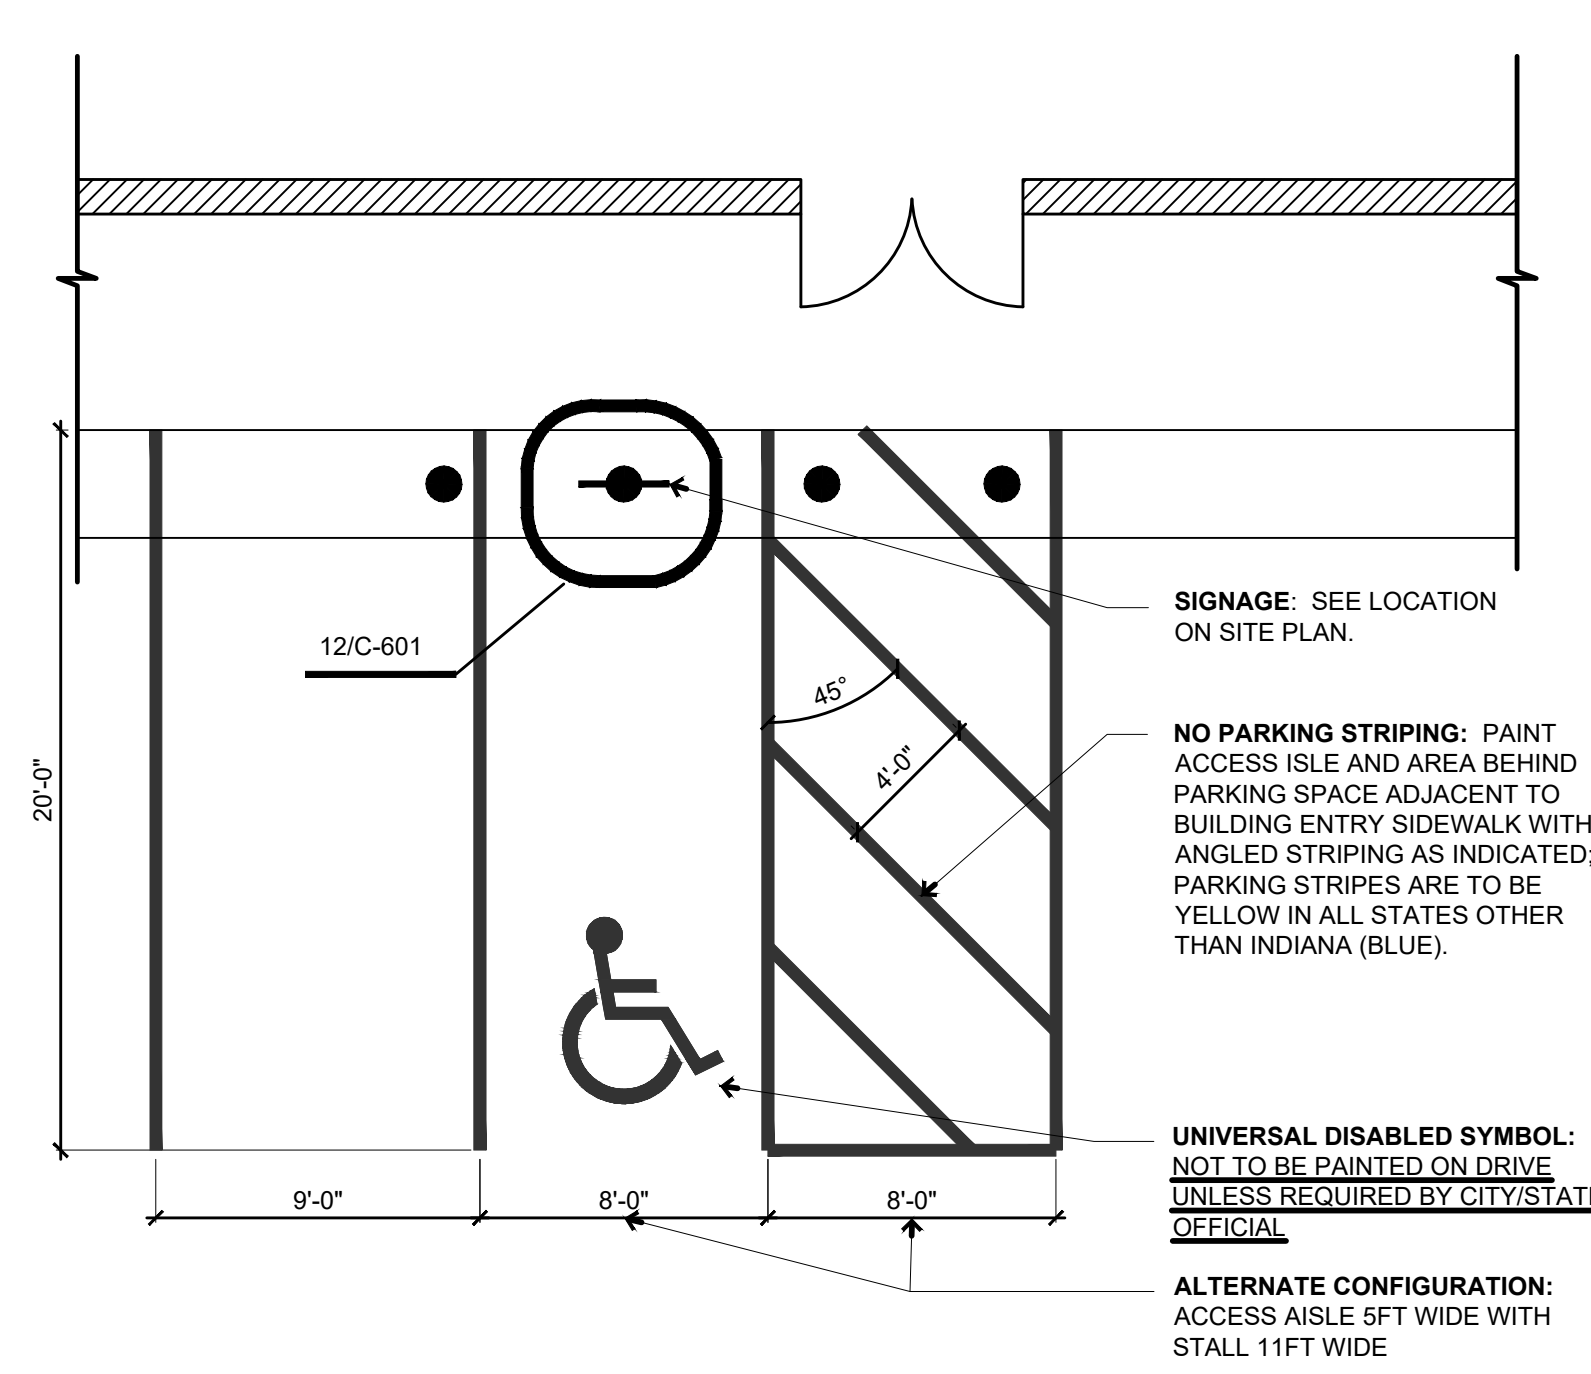 12/C-601
SIGNAGE: SEE LOCATION
ON SITE PLAN.
45°
4'-0"
20'-0"
NO PARKING STRIPING: PAINT
ACCESS ISLE AND AREA BEHIND
PARKING SPACE ADJACENT TO
BUILDING ENTRY SIDEWALK WITH
ANGLED STRIPING AS INDICATED;
PARKING STRIPES ARE TO BE
YELLOW IN ALL STATES OTHER
THAN INDIANA (BLUE).
UNIVERSAL DISABLED SYMBOL:
NOT TO BE PAINTED ON DRIVE
UNLESS REQUIRED BY CITY/STATE
OFFICIAL
9'-0" 8'-0" 8'-0"
ALTERNATE CONFIGURATION:
ACCESS AISLE 5FT WIDE WITH
STALL 11FT WIDE